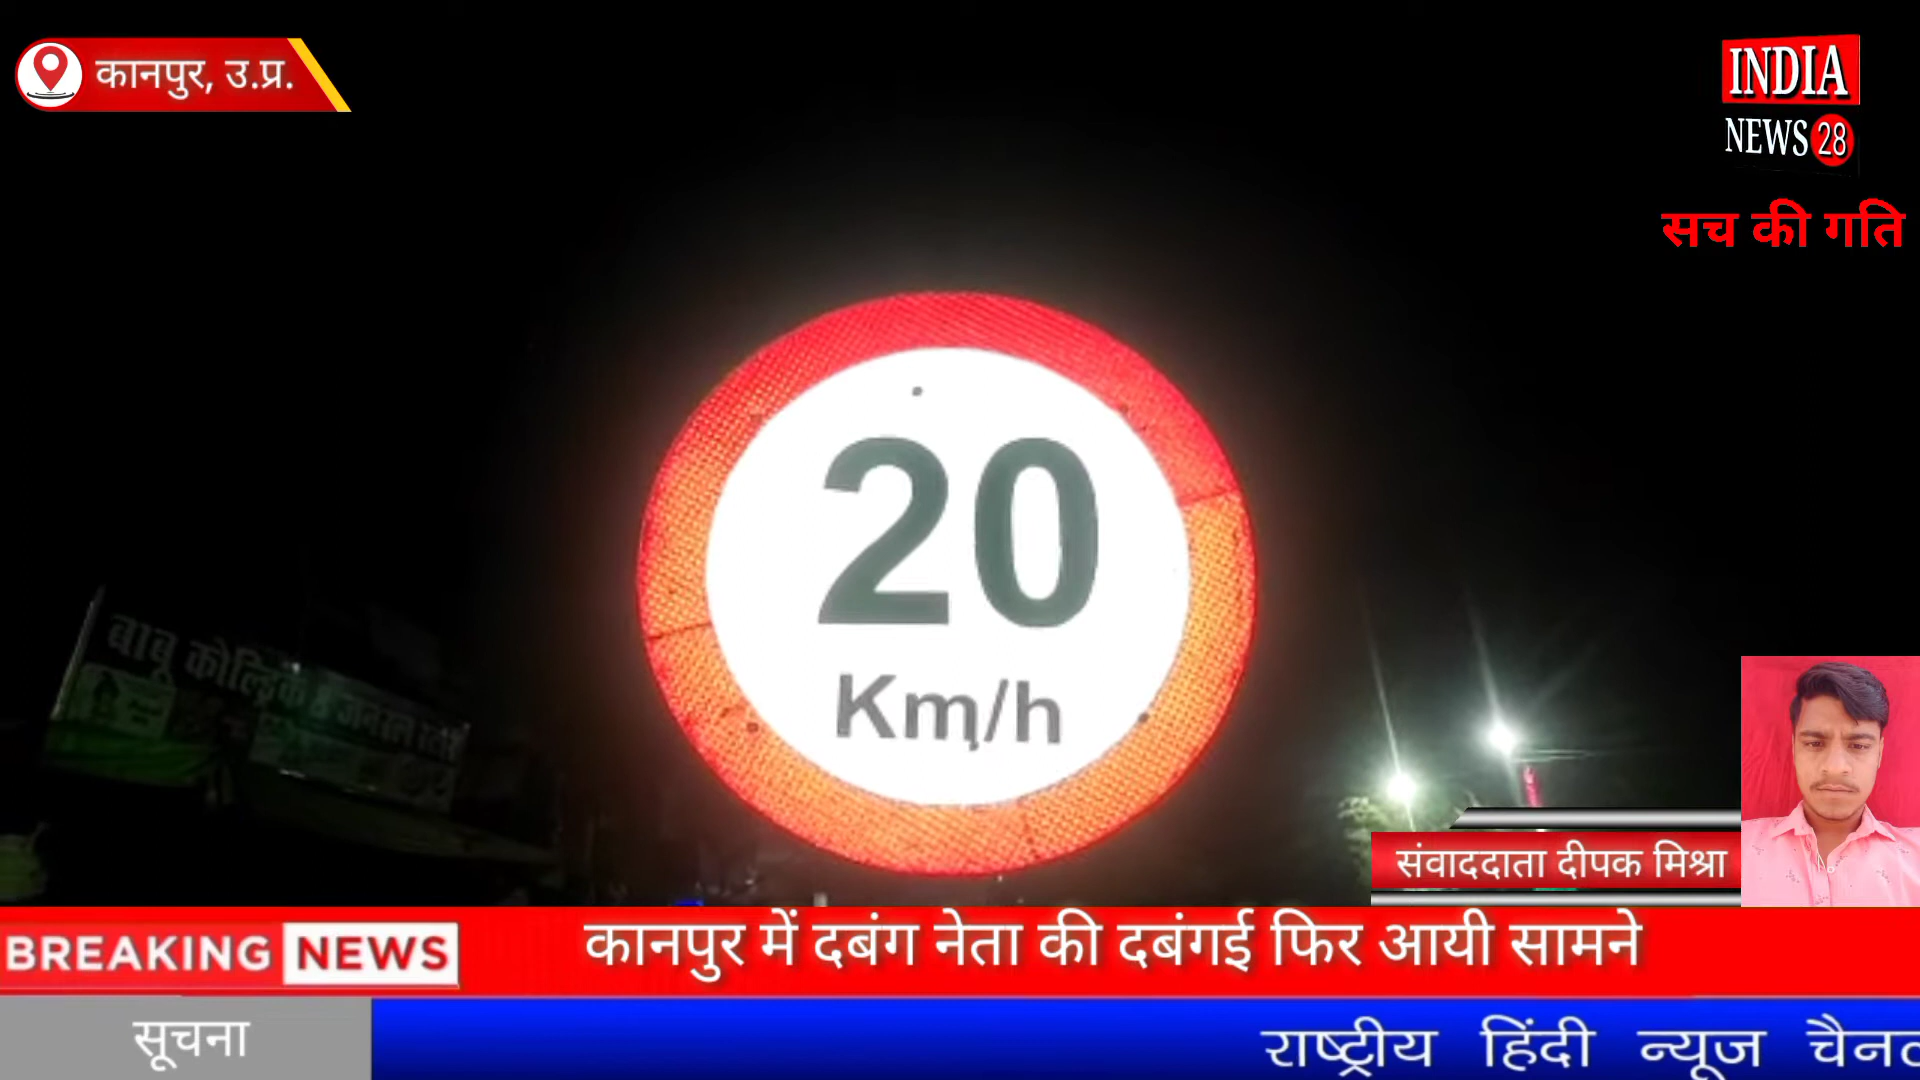 कानपुर, उ.प्र.
INDIA
NEWS 28
सच की गति
20
Km/h
बाबू कोल्ड्रिंक & जनरल स्टोर
संवाददाता दीपक मिश्रा
BREAKING NEWS
कानपुर में दबंग नेता की दबंगई फिर आयी सामने
सूचना
राष्ट्रीय हिंदी न्यूज